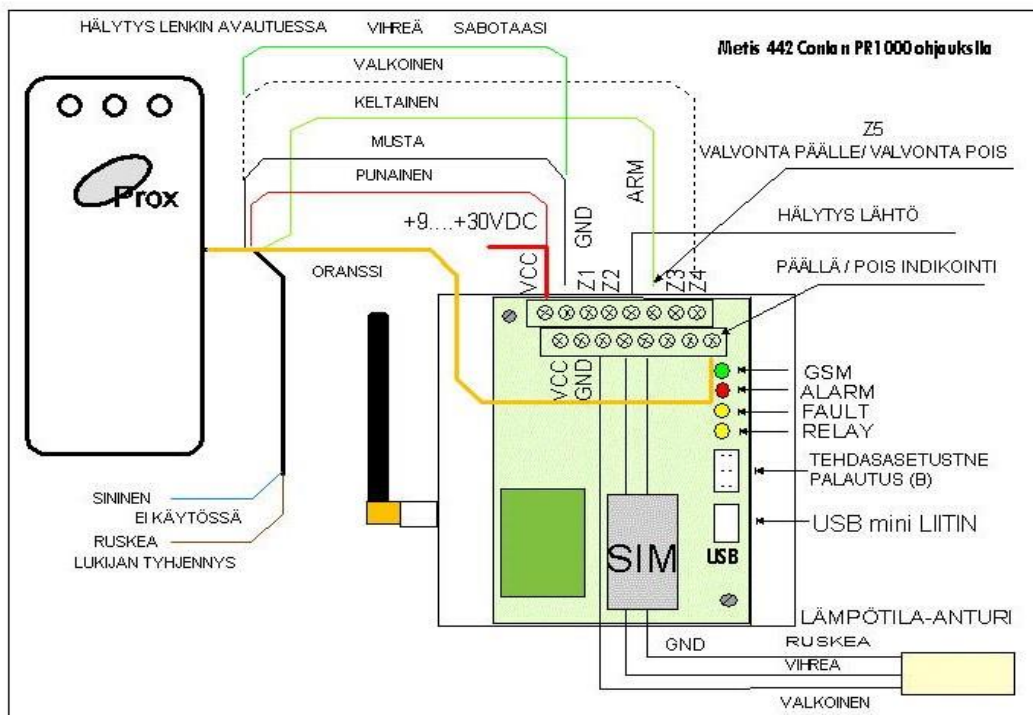 HÄLYTYS LENKIN AVAUTUESSA VIHREÄ SABOTAASI
Metis 442 Conlan PR1000 ohjauksilla
VALKOINEN
KELTAINEN
Z5
VALVONTA PÄÄLLE/ VALVONTA POIS
MUSTA
ARM
PUNAINEN
Prox
GND
HÄLYTYS LÄHTÖ
+9....+30VDC
ORANSSI
VCC
Z1
Z2
Z3
Z4
PÄÄLLÄ / POIS INDIKOINTI
VCC
GND
GSM
ALARM
FAULT
RELAY
TEHDASASETUSTNE
PALAUTUS (B)
SININEN
EI KÄYTÖSSÄ
RUSKEA
LUKIJAN TYHJENNYS
USB mini LIITIN
SIM
USB
LÄMPÖTILA-ANTURI
GND
RUSKEA
VIHREA
VALKOINEN